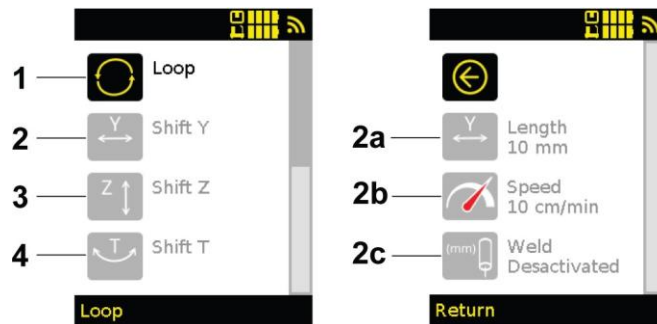 1
Loop
2
Y
Shift Y
3
Z
Shift Z
4
T
Shift T
Loop
2a
Y
Length
10 mm
2b
Speed
10 cm/min
2c
(mm)
Weld
Desactivated
Return